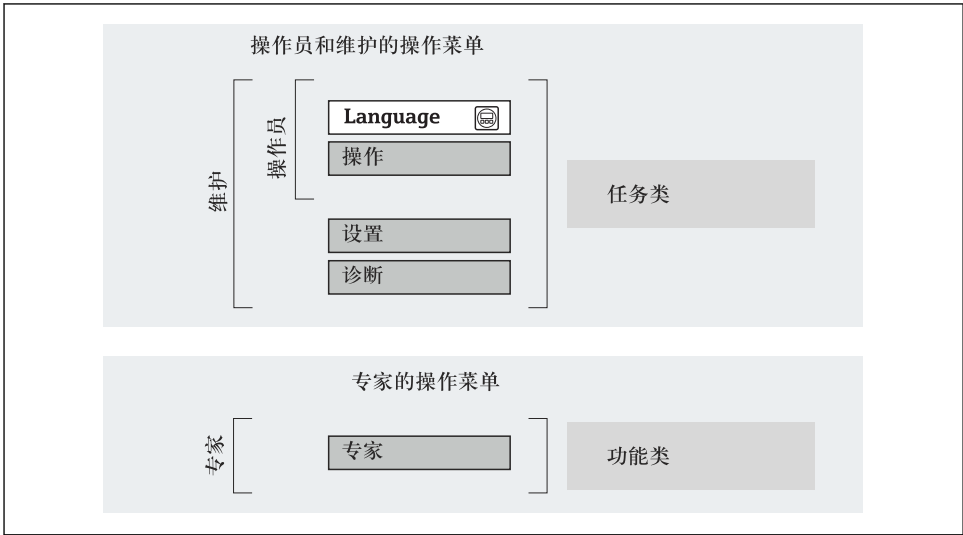 操作员和维护的操作菜单
维护
操作员
Language
操作
设置
诊断
任务类
专家的操作菜单
专家
专家
功能类